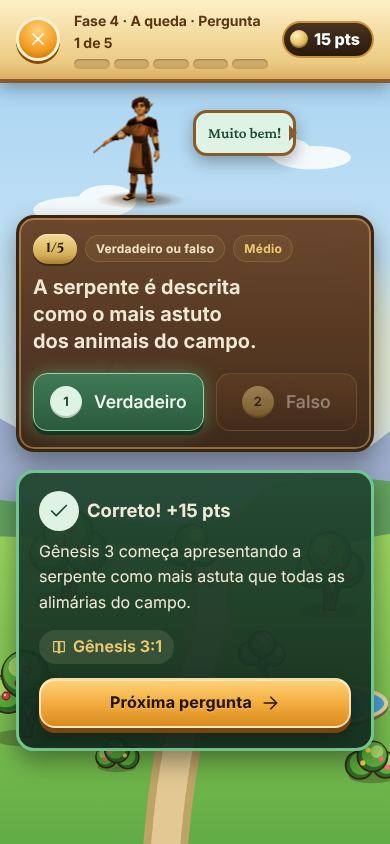 Fase 4 · A queda · Pergunta
1 de 5
15 pts
Muito bem!
1/5
Verdadeiro ou falso
Médio
A serpente é descrita
como o mais astuto
dos animais do campo.
1 Verdadeiro
2 Falso
Correto! +15 pts
Gênesis 3 começa apresentando a
serpente como mais astuta que todas as
alimárias do campo.
Gênesis 3:1
Próxima pergunta →